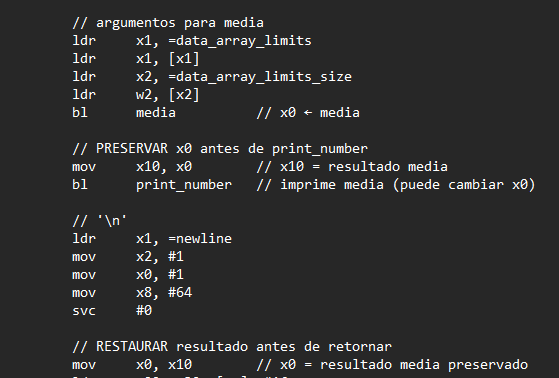 // argumentos para media
ldr x1, =data_array_limits
ldr x1, [x1]
ldr x2, =data_array_limits_size
ldr w2, [x2]
bl media // x0 ← media
// PRESERVAR x0 antes de print_number
mov x10, x0 // x10 = resultado media
bl print_number // imprime media (puede cambiar x0)
// '\n'
ldr x1, =newline
mov x2, #1
mov x0, #1
mov x8, #64
svc #0
// RESTAURAR resultado antes de retornar
mov x0, x10 // x0 = resultado media preservado